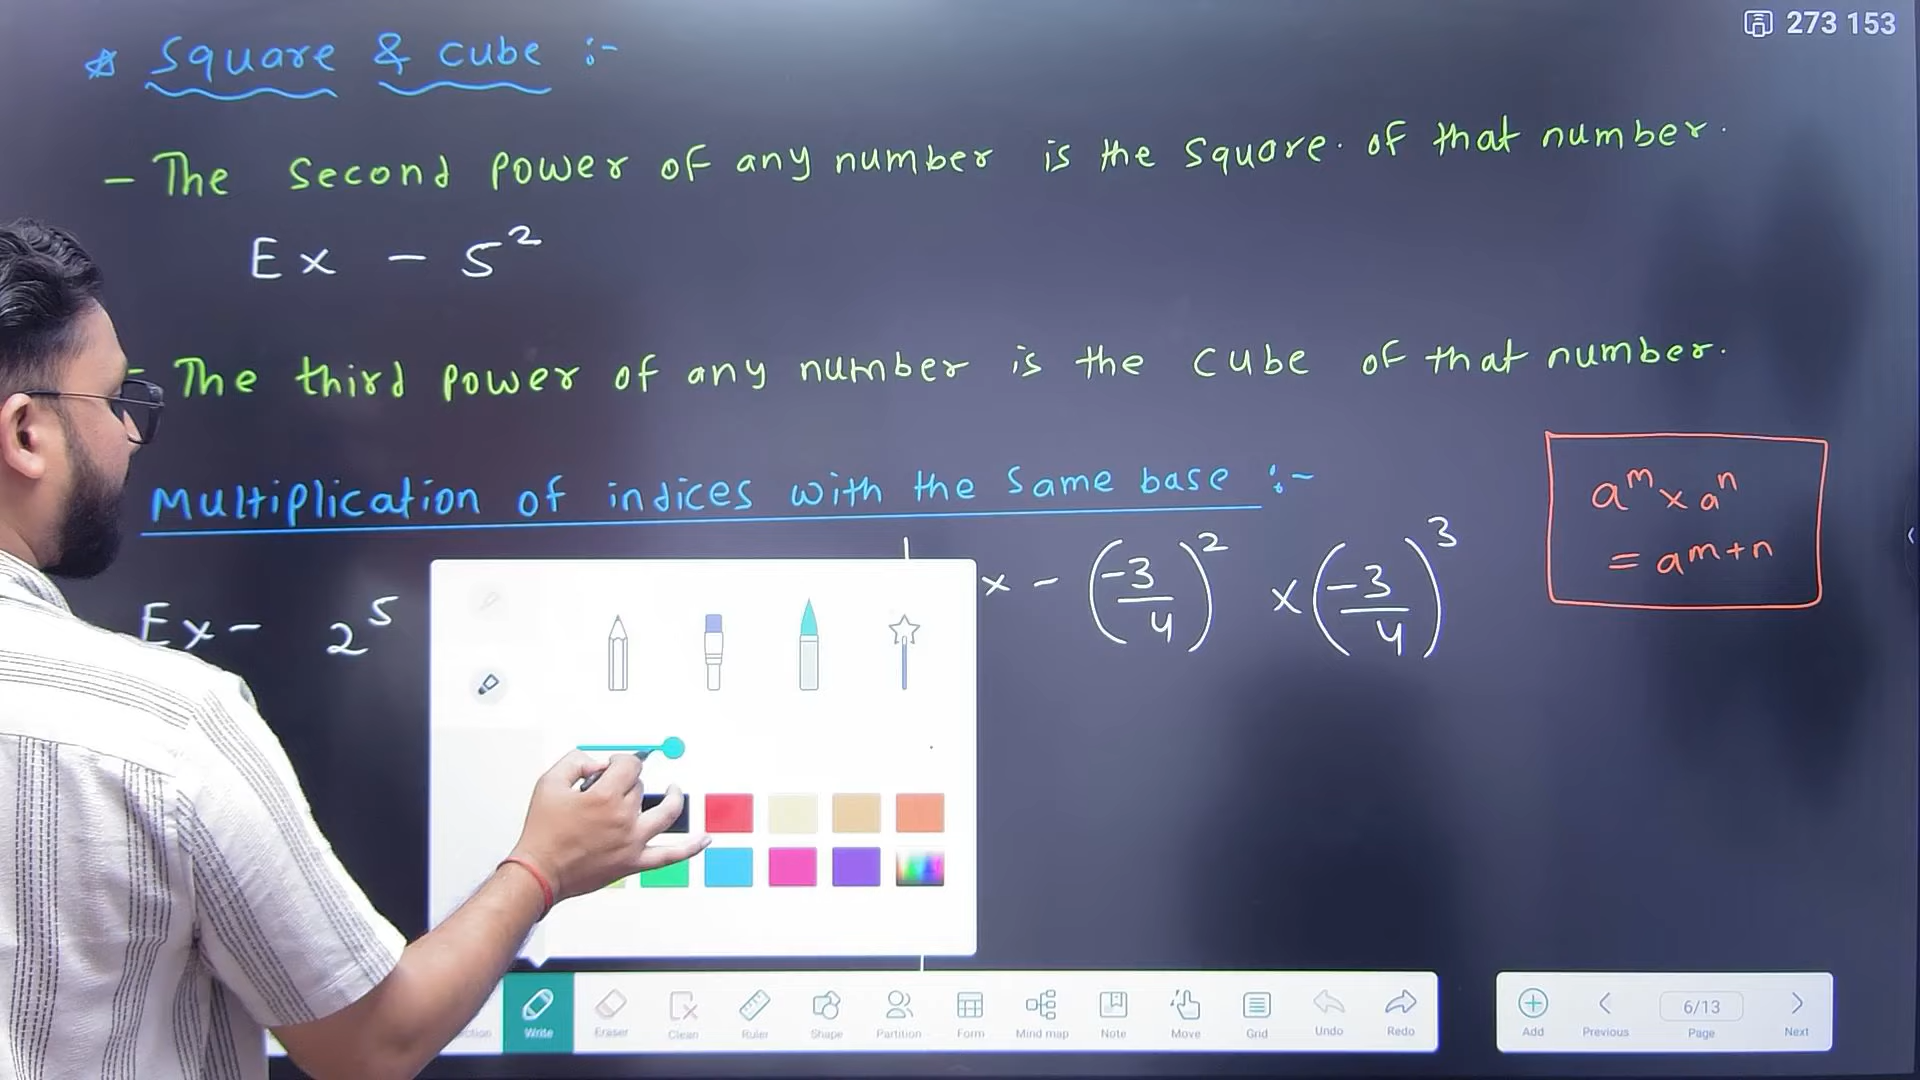 273 153
* Square & cube :-
- The second power of any number is the square. of that number.
Ex - 5²
- The third power of any number is the cube of that number.
Multiplication of indices with the same base :-
aᵐ × aⁿ
= am+n
Ex - 2⁵
x - (-3/4)² × (-3/4)³
Write Eraser Clean Ruler Shape Partition Form Mind map Note Move Grid Undo Redo
Add Previous 6/13 Page Next